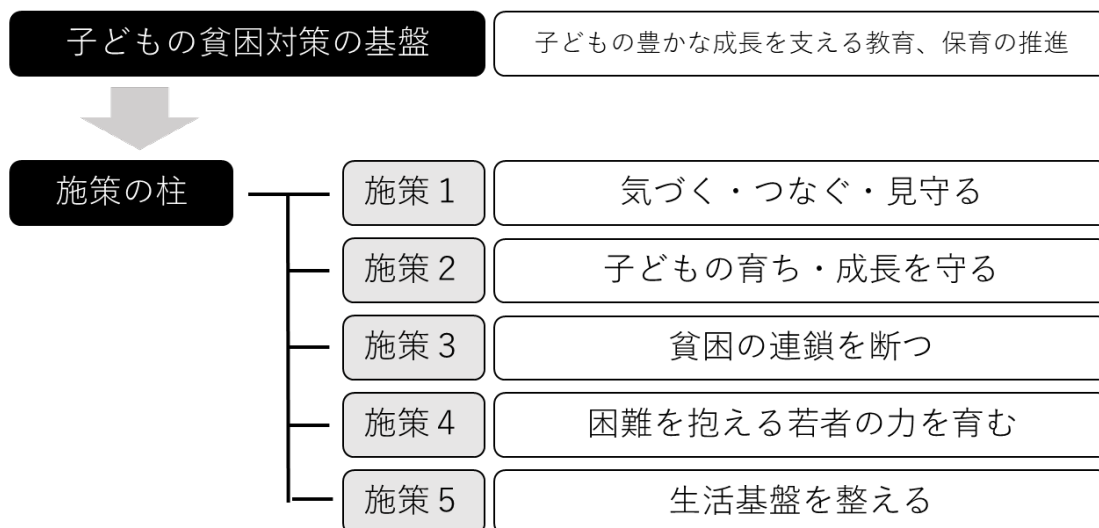 子どもの貧困対策の基盤
子どもの豊かな成長を支える教育、保育の推進
施策の柱
施策１
気づく・つなぐ・見守る
施策２
子どもの育ち・成長を守る
施策３
貧困の連鎖を断つ
施策４
困難を抱える若者の力を育む
施策５
生活基盤を整える